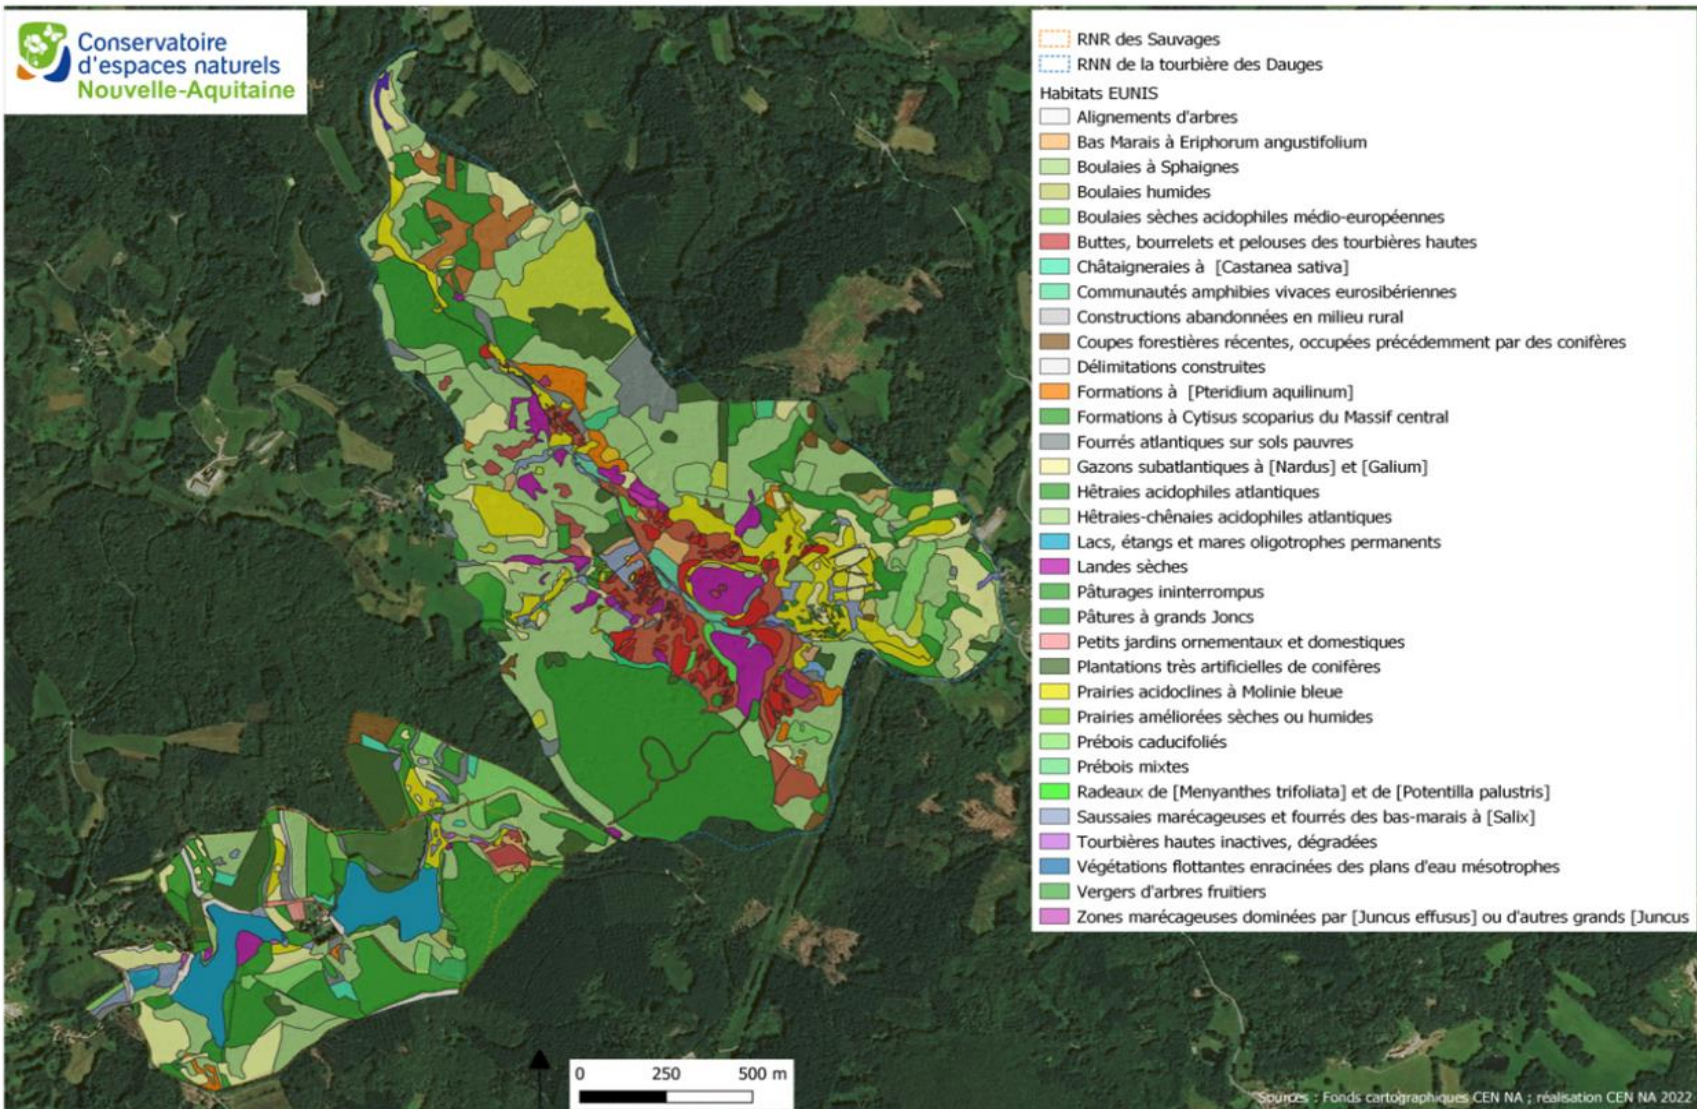 Conservatoire
d'espaces naturels
Nouvelle-Aquitaine
RNR des Sauvages
RNN de la tourbière des Dauges
Habitats EUNIS
Alignements d'arbres
Bas Marais à Eriphorum angustifolium
Boulaies à Sphaignes
Boulaies humides
Boulaies sèches acidophiles médio-européennes
Buttes, bourrelets et pelouses des tourbières hautes
Châtaigneraies à [Castanea sativa]
Communautés amphibies vivaces eurosibériennes
Constructions abandonnées en milieu rural
Coupes forestières récentes, occupées précédemment par des conifères
Délimitations construites
Formations à [Pteridium aquilinum]
Formations à Cytisus scoparius du Massif central
Fourrés atlantiques sur sols pauvres
Gazons subatlantiques à [Nardus] et [Galium]
Hêtraies acidophiles atlantiques
Hêtraies-chênaies acidophiles atlantiques
Lacs, étangs et mares oligotrophes permanents
Landes sèches
Pâturages ininterrompus
Pâtures à grands Joncs
Petits jardins ornementaux et domestiques
Plantations très artificielles de conifères
Prairies acidoclines à Molinie bleue
Prairies améliorées sèches ou humides
Prébois caducifoliés
Prébois mixtes
Radeaux de [Menyanthes trifoliata] et de [Potentilla palustris]
Saussaies marécageuses et fourrés des bas-marais à [Salix]
Tourbières hautes inactives, dégradées
Végétations flottantes enracinées des plans d'eau mésotrophes
Vergers d'arbres fruitiers
Zones marécageuses dominées par [Juncus effusus] ou d'autres grands [Juncus
0 250 500 m
Sources : Fonds cartographiques CEN NA ; réalisation CEN NA 2022